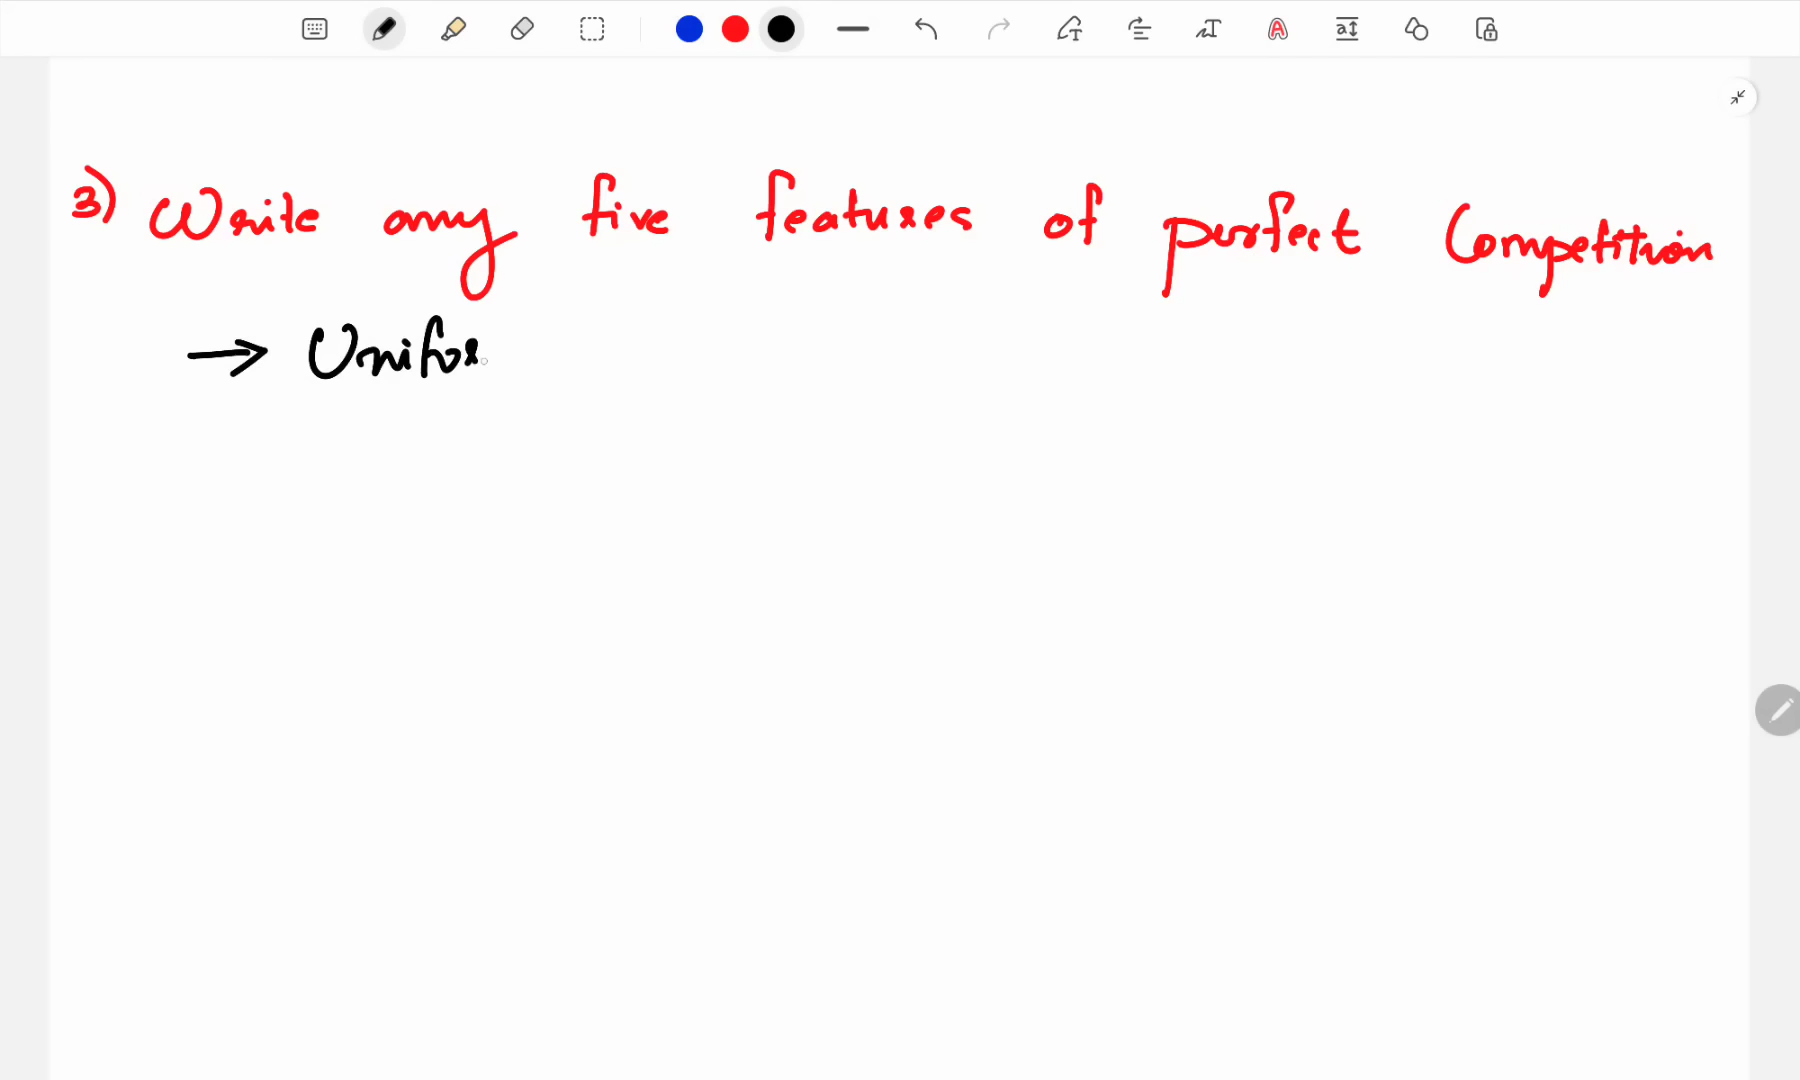 3) Write any five features of perfect Competition
→ Unifor